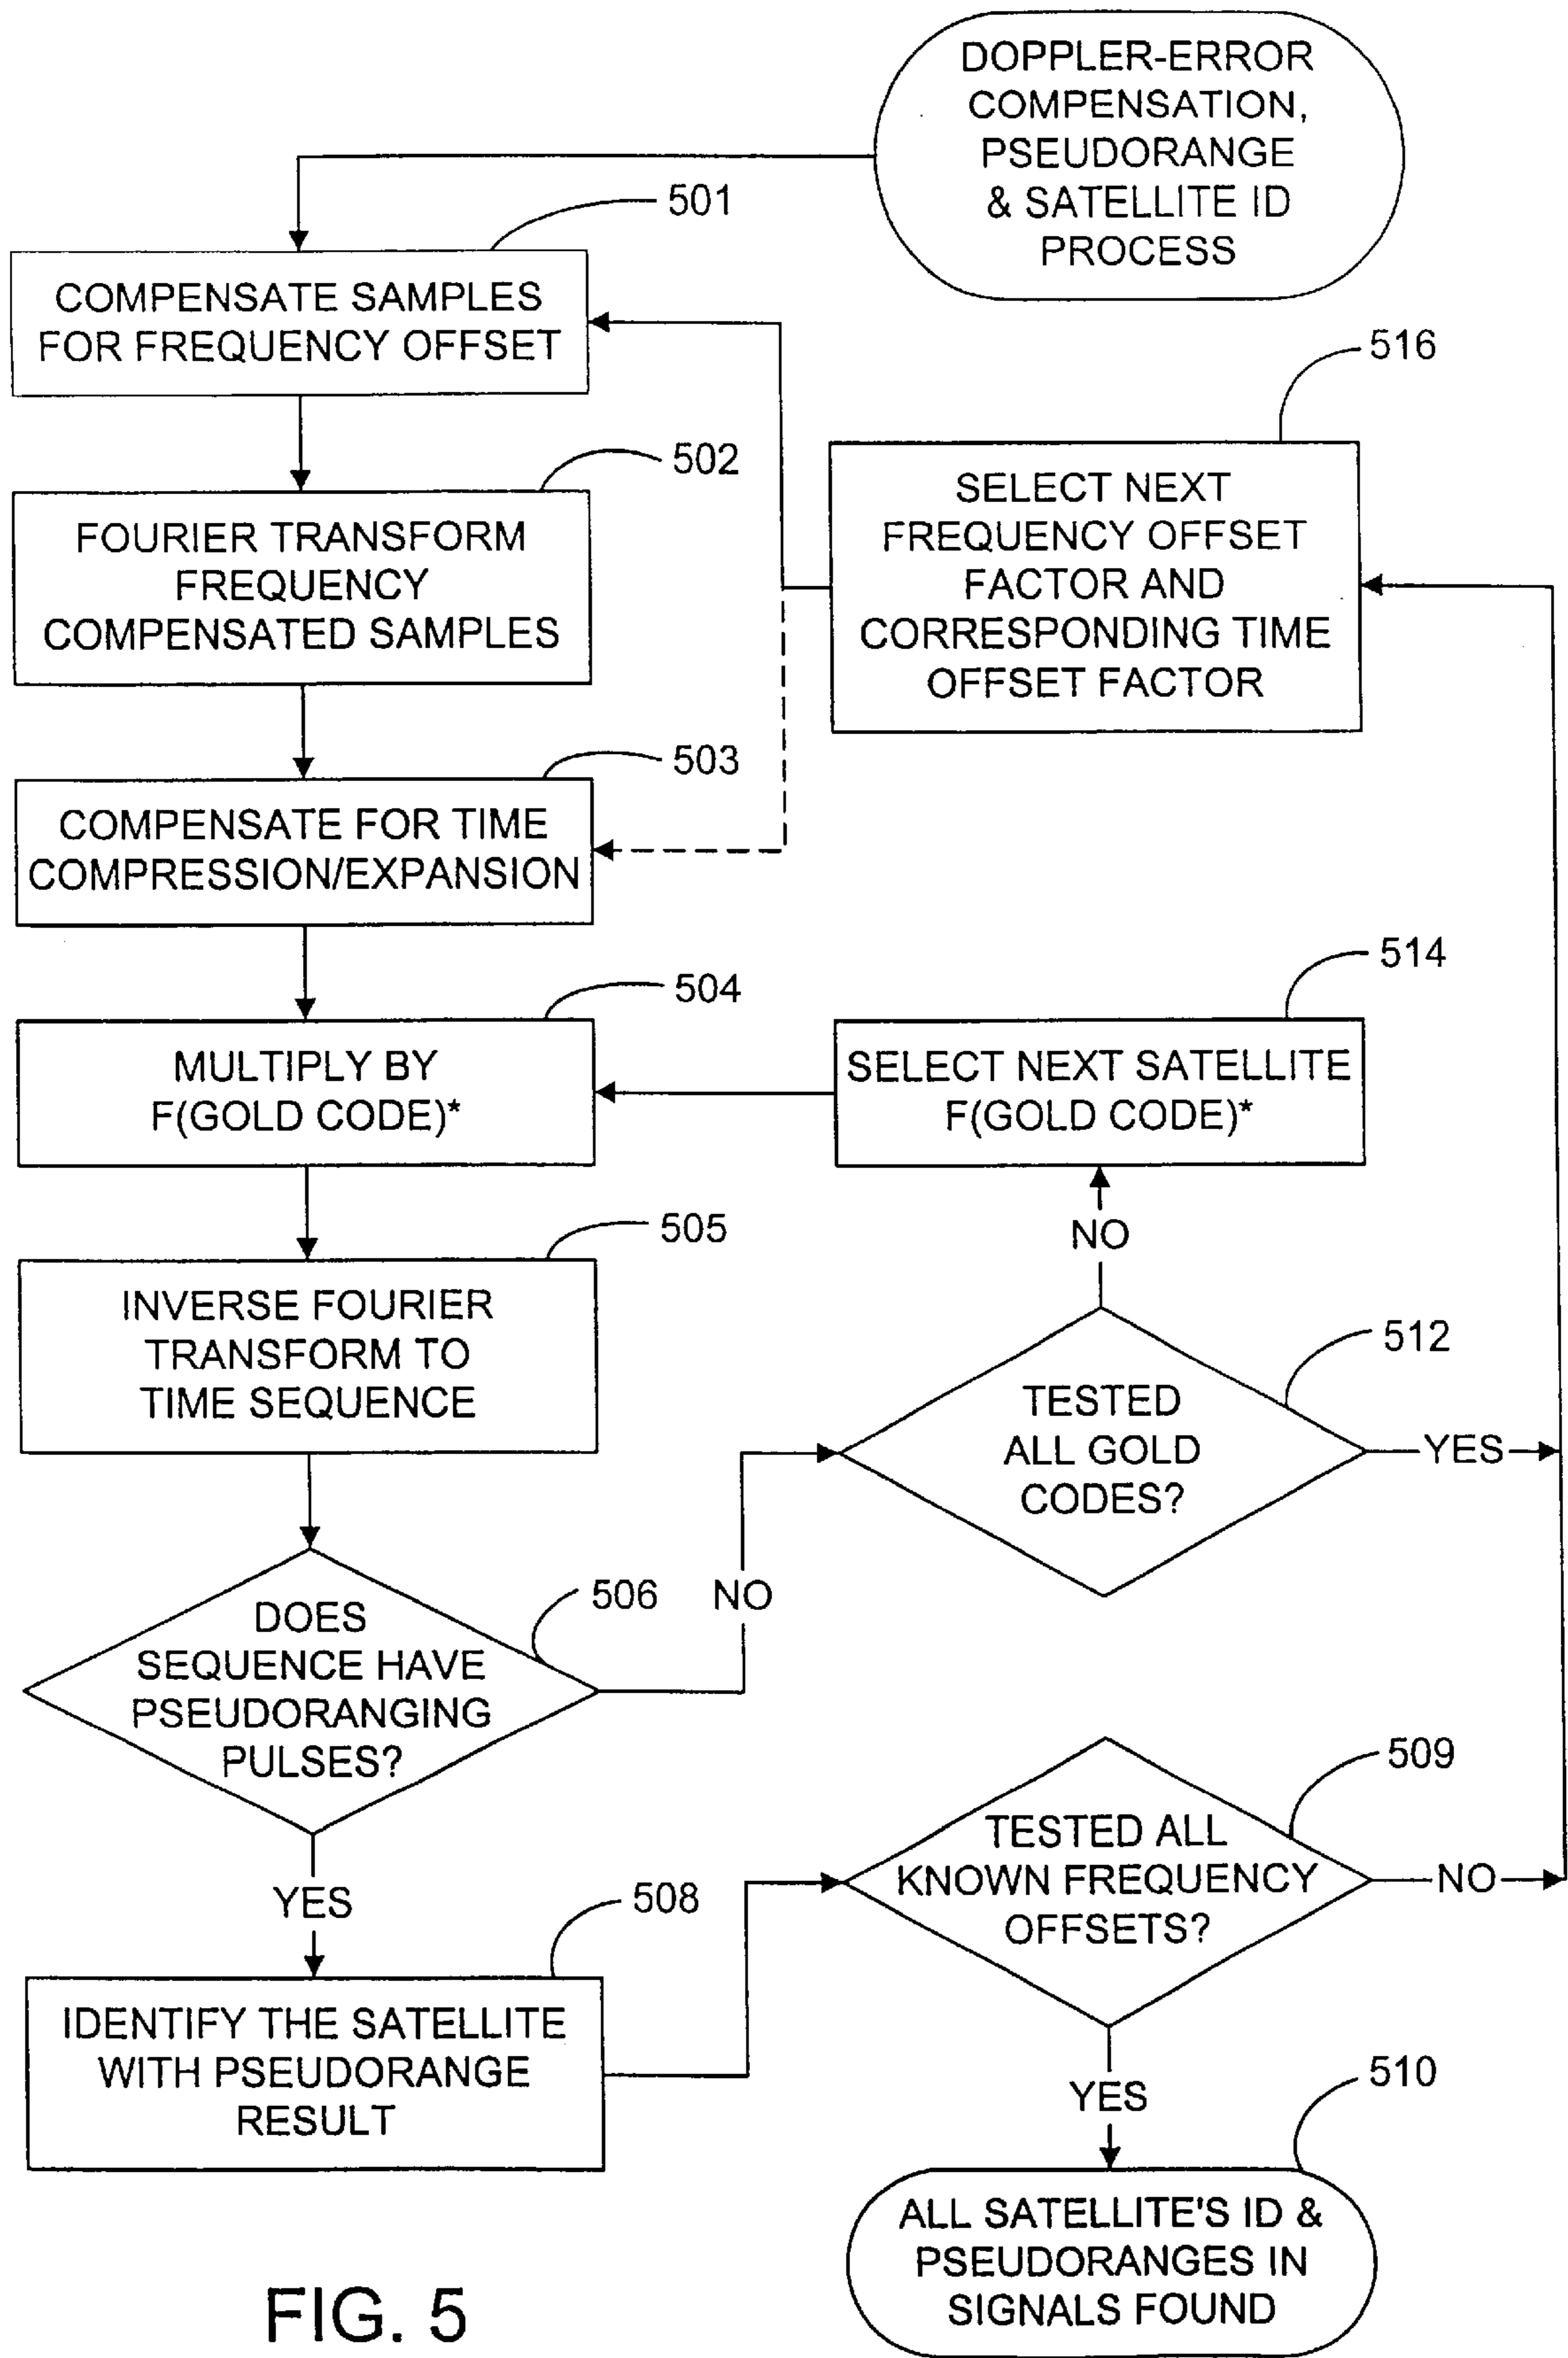 DOPPLER-ERROR
COMPENSATION,
PSEUDORANGE
& SATELLITE ID
PROCESS
501
COMPENSATE SAMPLES
FOR FREQUENCY OFFSET
516
SELECT NEXT
FREQUENCY OFFSET
FACTOR AND
CORRESPONDING TIME
OFFSET FACTOR
502
FOURIER TRANSFORM
FREQUENCY
COMPENSATED SAMPLES
503
COMPENSATE FOR TIME
COMPRESSION/EXPANSION
504
MULTIPLY BY
F(GOLD CODE)*
514
SELECT NEXT SATELLITE
F(GOLD CODE)*
NO
505
INVERSE FOURIER
TRANSFORM TO
TIME SEQUENCE
512
TESTED
ALL GOLD
CODES?
YES
506
DOES
SEQUENCE HAVE
PSEUDORANGING
PULSES?
NO
YES
509
TESTED ALL
KNOWN FREQUENCY
OFFSETS?
NO
508
IDENTIFY THE SATELLITE
WITH PSEUDORANGE
RESULT
YES
510
ALL SATELLITE'S ID &
PSEUDORANGES IN
SIGNALS FOUND
FIG. 5